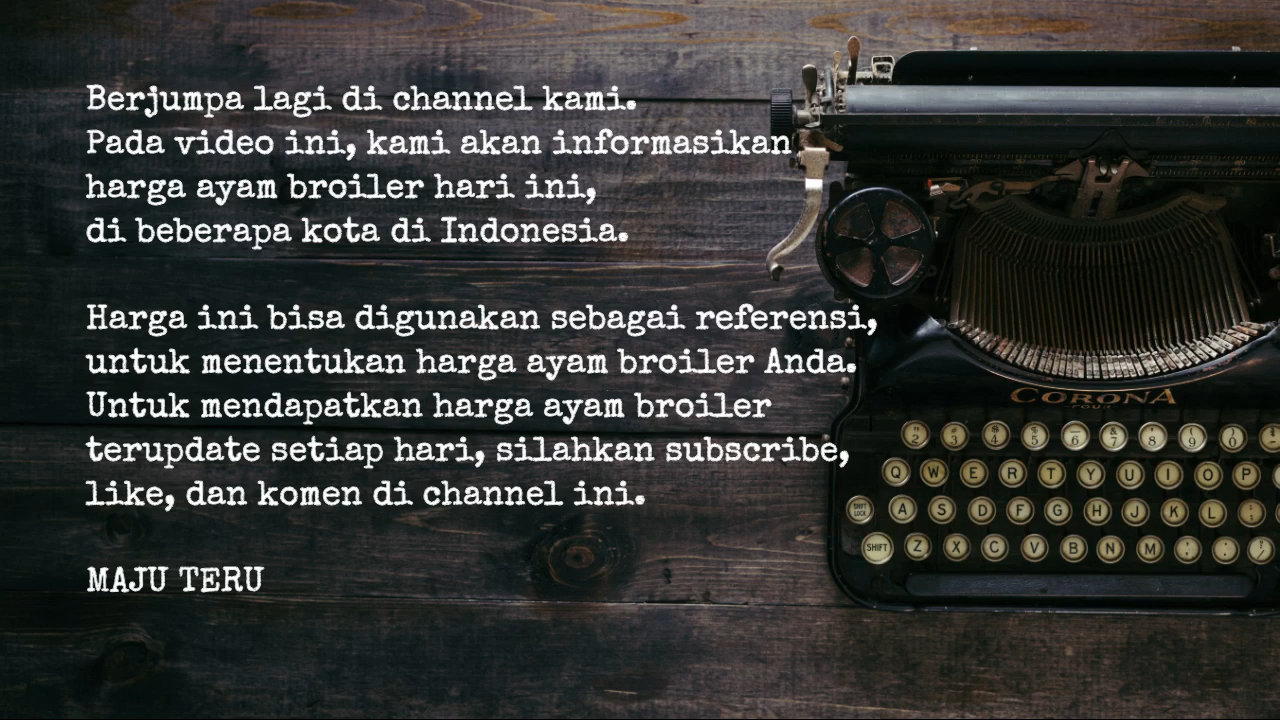 Berjumpa lagi di channel kami.
Pada video ini, kami akan informasikan
harga ayam broiler hari ini,
di beberapa kota di Indonesia.
Harga ini bisa digunakan sebagai referensi,
untuk menentukan harga ayam broiler Anda.
Untuk mendapatkan harga ayam broiler
terupdate setiap hari, silahkan subscribe,
like, dan komen di channel ini.
MAJU TERU
CORONA
2 3 4 5 6 7 8 9 0
Q W E R T Y U I O P
SHIFT LOCK A S D F G H J K L
SHIFT Z X C V B N M